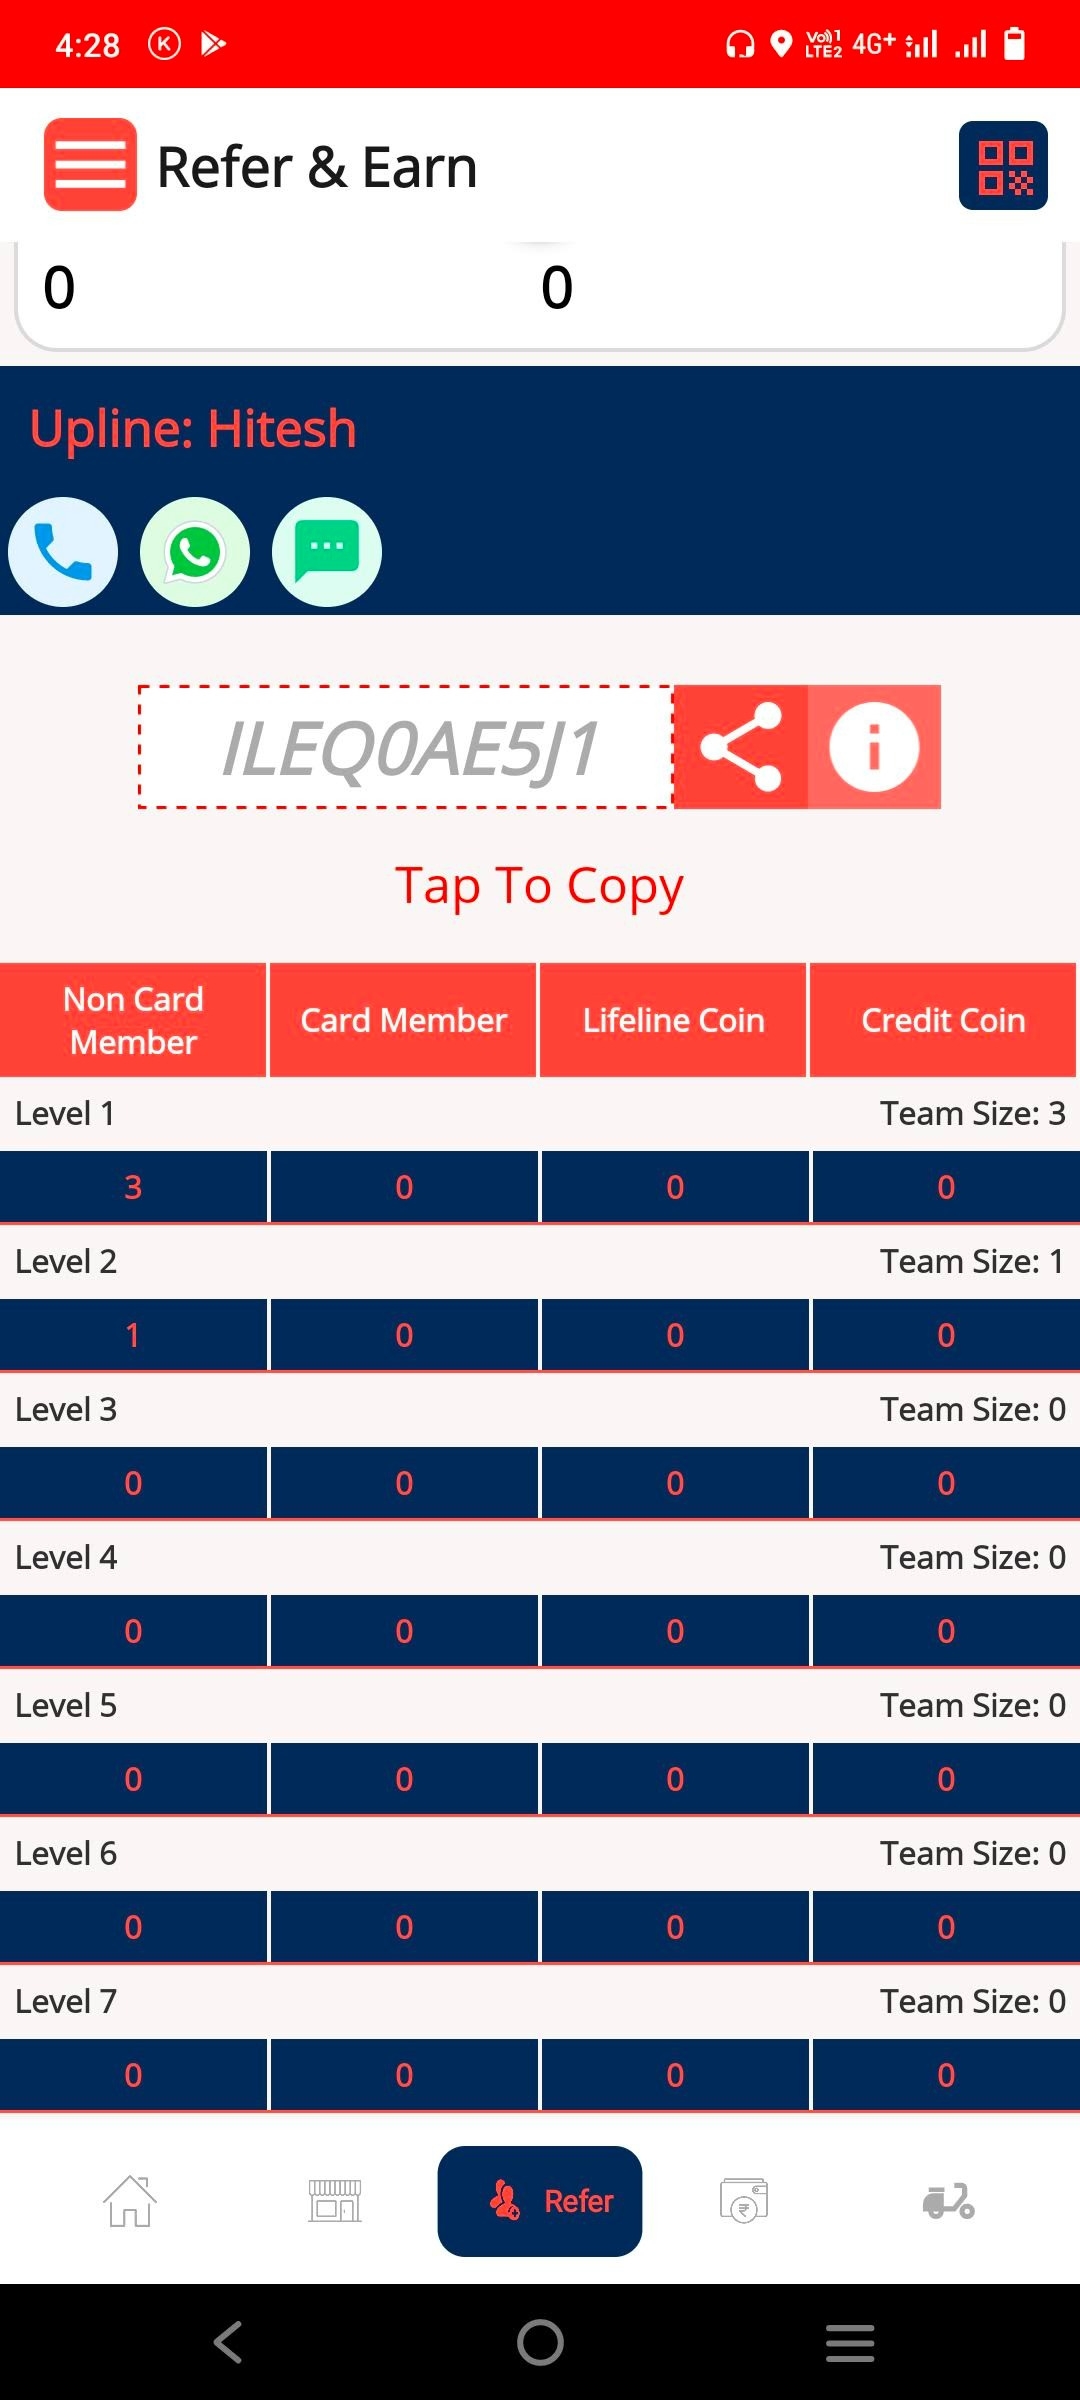 4:28
Vo)) 1
LTE2
4G+
Refer & Earn
0 0
Upline: Hitesh
ILEQ0AE5J1
Tap To Copy
Non Card
Member
Card Member
Lifeline Coin
Credit Coin
Level 1 Team Size: 3
3 0 0 0
Level 2 Team Size: 1
1 0 0 0
Level 3 Team Size: 0
0 0 0 0
Level 4 Team Size: 0
0 0 0 0
Level 5 Team Size: 0
0 0 0 0
Level 6 Team Size: 0
0 0 0 0
Level 7 Team Size: 0
0 0 0 0
Refer